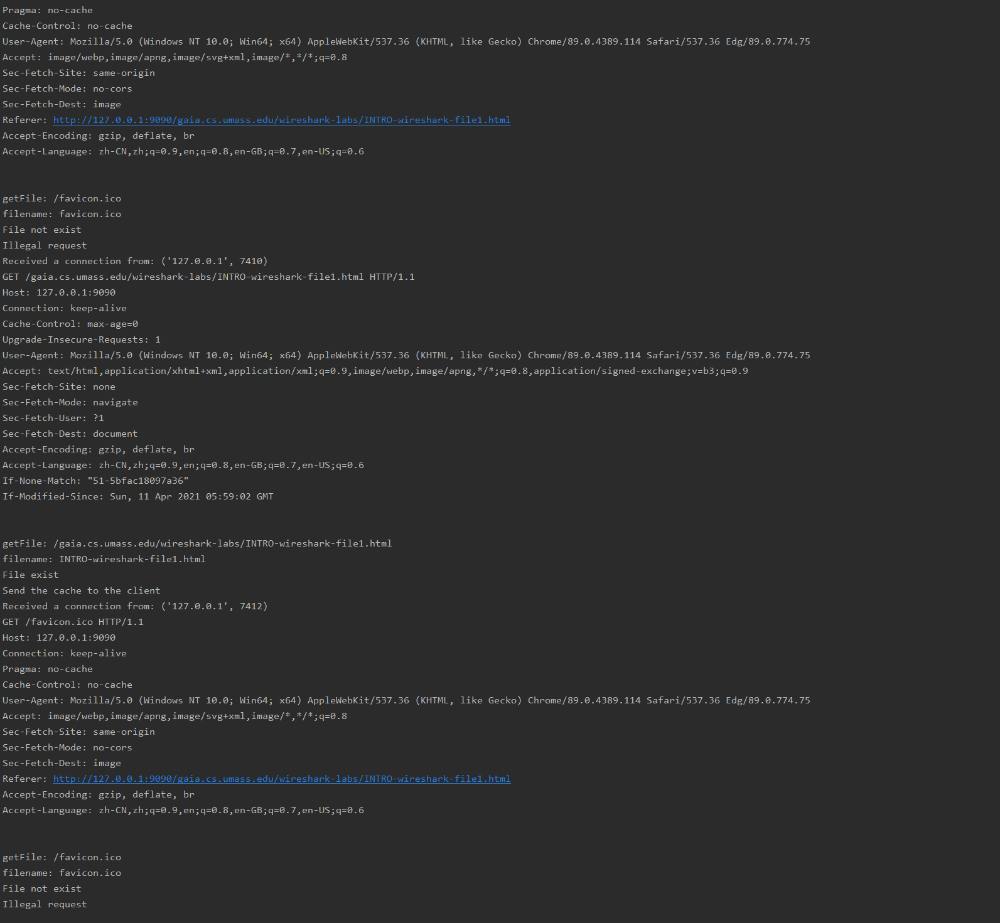 Pragma: no-cache
Cache-Control: no-cache
User-Agent: Mozilla/5.0 (Windows NT 10.0; Win64; x64) AppleWebKit/537.36 (KHTML, like Gecko) Chrome/89.0.4389.114 Safari/537.36 Edg/89.0.774.75
Accept: image/webp,image/apng,image/svg+xml,image/*,*/*;q=0.8
Sec-Fetch-Site: same-origin
Sec-Fetch-Mode: no-cors
Sec-Fetch-Dest: image
Referer: http://127.0.0.1:9090/gaia.cs.umass.edu/wireshark-labs/INTRO-wireshark-file1.html
Accept-Encoding: gzip, deflate, br
Accept-Language: zh-CN,zh;q=0.9,en;q=0.8,en-GB;q=0.7,en-US;q=0.6
getFile: /favicon.ico
filename: favicon.ico
File not exist
Illegal request
Received a connection from: ('127.0.0.1', 7410)
GET /gaia.cs.umass.edu/wireshark-labs/INTRO-wireshark-file1.html HTTP/1.1
Host: 127.0.0.1:9090
Connection: keep-alive
Cache-Control: max-age=0
Upgrade-Insecure-Requests: 1
User-Agent: Mozilla/5.0 (Windows NT 10.0; Win64; x64) AppleWebKit/537.36 (KHTML, like Gecko) Chrome/89.0.4389.114 Safari/537.36 Edg/89.0.774.75
Accept: text/html,application/xhtml+xml,application/xml;q=0.9,image/webp,image/apng,*/*;q=0.8,application/signed-exchange;v=b3;q=0.9
Sec-Fetch-Site: none
Sec-Fetch-Mode: navigate
Sec-Fetch-User: ?1
Sec-Fetch-Dest: document
Accept-Encoding: gzip, deflate, br
Accept-Language: zh-CN,zh;q=0.9,en;q=0.8,en-GB;q=0.7,en-US;q=0.6
If-None-Match: "51-5bfac18097a36"
If-Modified-Since: Sun, 11 Apr 2021 05:59:02 GMT
getFile: /gaia.cs.umass.edu/wireshark-labs/INTRO-wireshark-file1.html
filename: INTRO-wireshark-file1.html
File exist
Send the cache to the client
Received a connection from: ('127.0.0.1', 7412)
GET /favicon.ico HTTP/1.1
Host: 127.0.0.1:9090
Connection: keep-alive
Pragma: no-cache
Cache-Control: no-cache
User-Agent: Mozilla/5.0 (Windows NT 10.0; Win64; x64) AppleWebKit/537.36 (KHTML, like Gecko) Chrome/89.0.4389.114 Safari/537.36 Edg/89.0.774.75
Accept: image/webp,image/apng,image/svg+xml,image/*,*/*;q=0.8
Sec-Fetch-Site: same-origin
Sec-Fetch-Mode: no-cors
Sec-Fetch-Dest: image
Referer: http://127.0.0.1:9090/gaia.cs.umass.edu/wireshark-labs/INTRO-wireshark-file1.html
Accept-Encoding: gzip, deflate, br
Accept-Language: zh-CN,zh;q=0.9,en;q=0.8,en-GB;q=0.7,en-US;q=0.6
getFile: /favicon.ico
filename: favicon.ico
File not exist
Illegal request